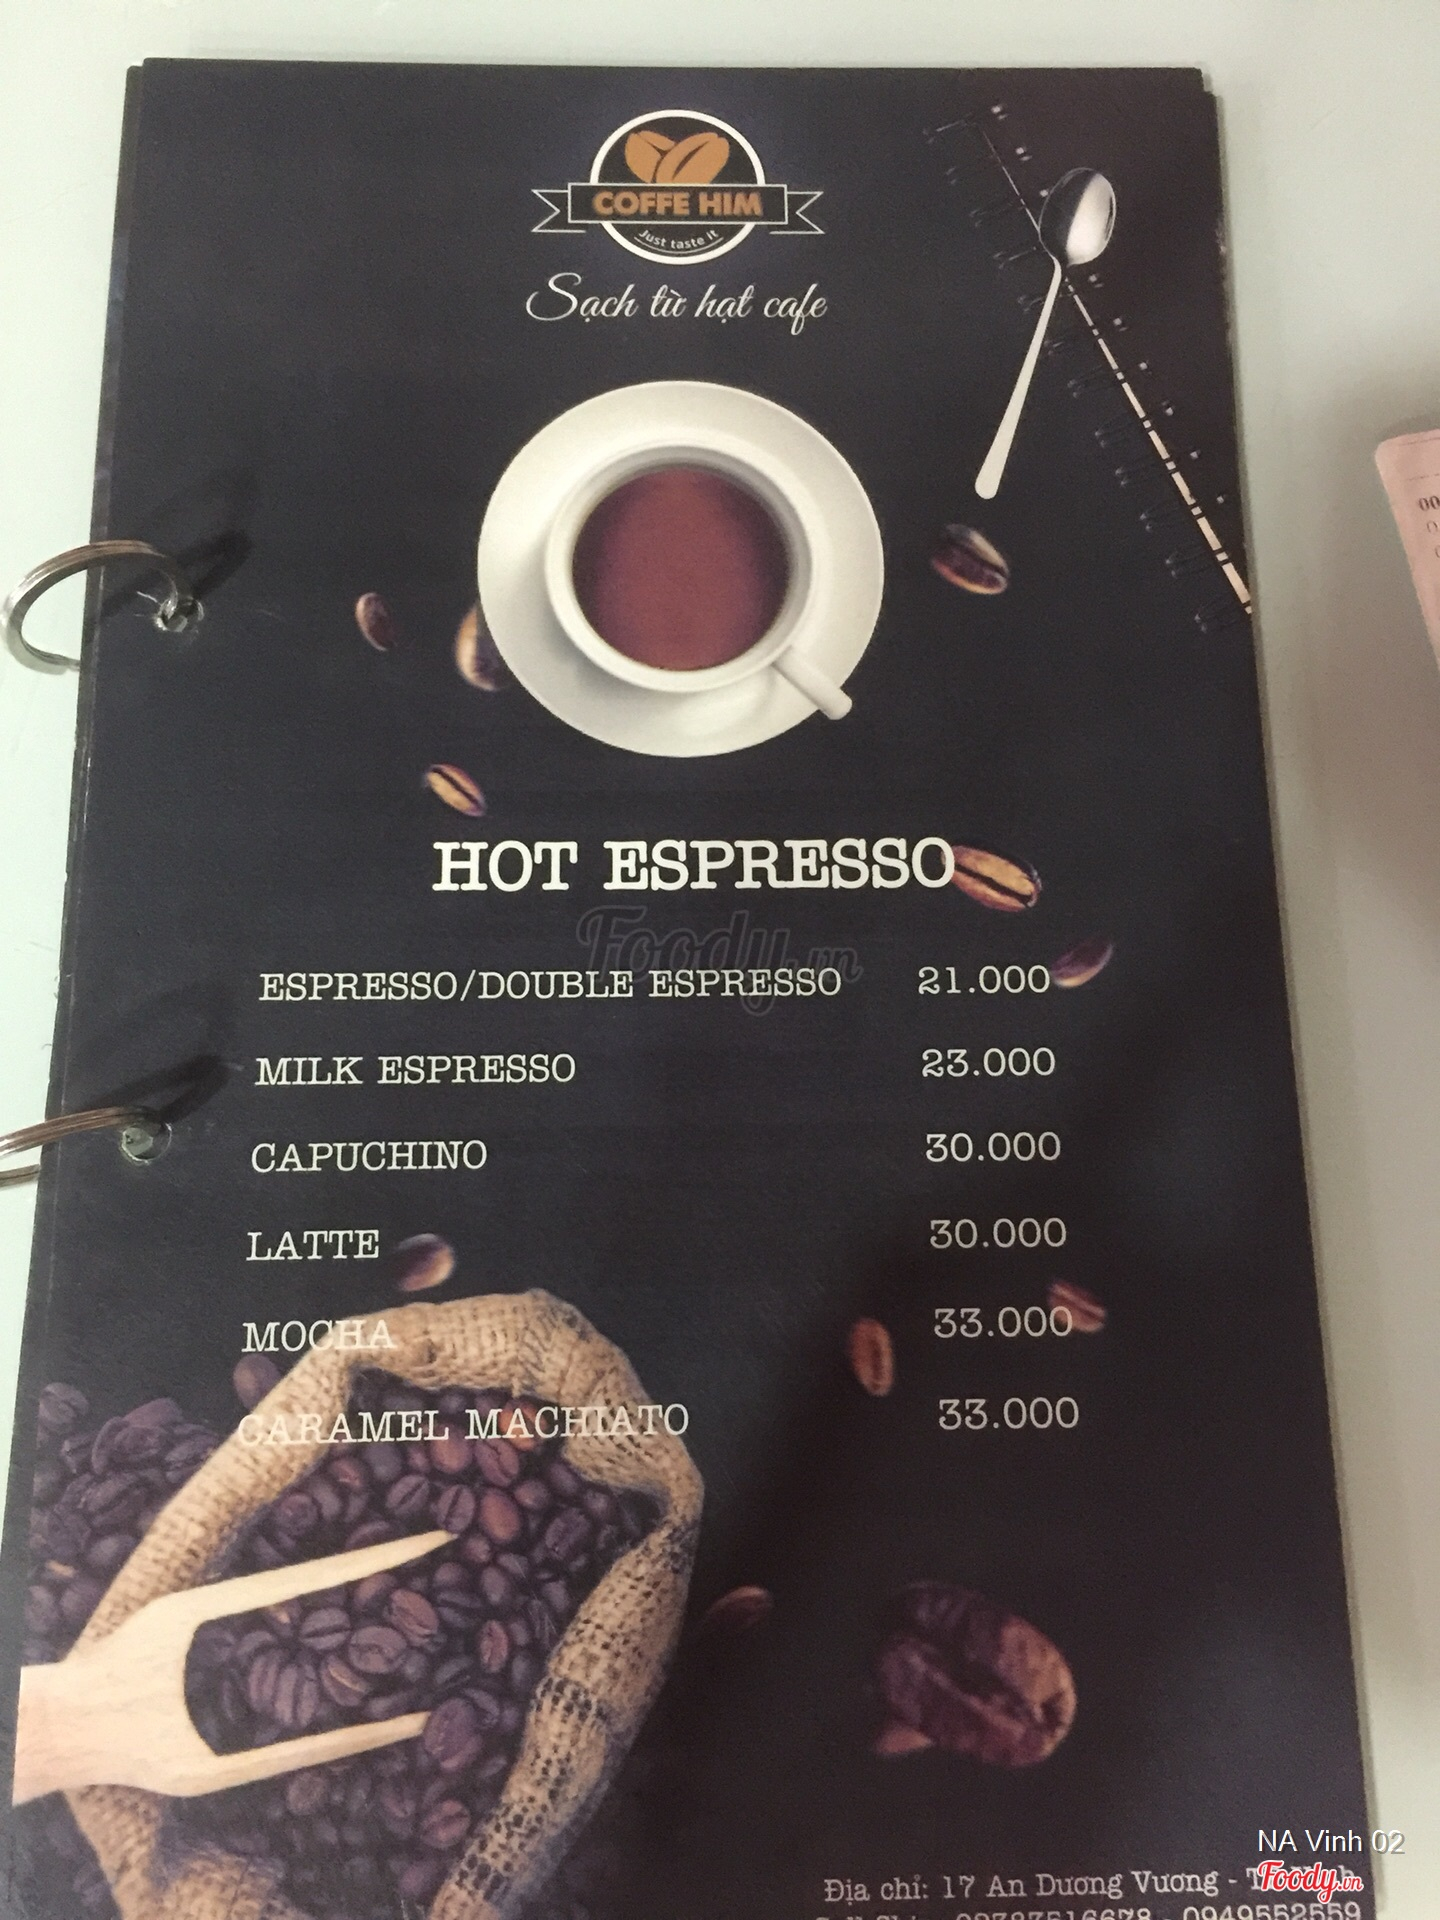 COFFE HIM
Just taste it
Sạch từ hạt cafe
HOT ESPRESSO
Foody.vn
ESPRESSO/DOUBLE ESPRESSO 21.000
MILK ESPRESSO 23.000
CAPUCHINO 30.000
LATTE 30.000
MOCHA 33.000
CARAMEL MACHIATO 33.000
NA Vinh 02
Địa chỉ: 17 An Dương Vương -
Foody.vn
- 0949552559